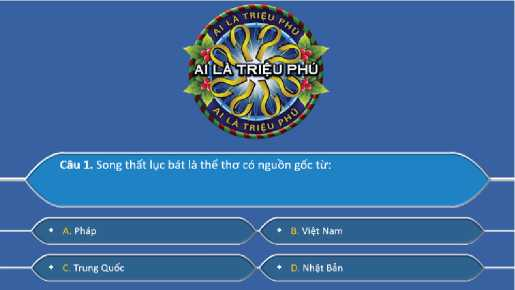 AI LÀ TRIỆU PHÚ
AI LÀ TRIỆU PHÚ
AI LÀ TRIỆU PHÚ
Câu 1. Song thất lục bát là thể thơ có nguồn gốc từ:
A. Pháp
B. Việt Nam
C. Trung Quốc
D. Nhật Bản